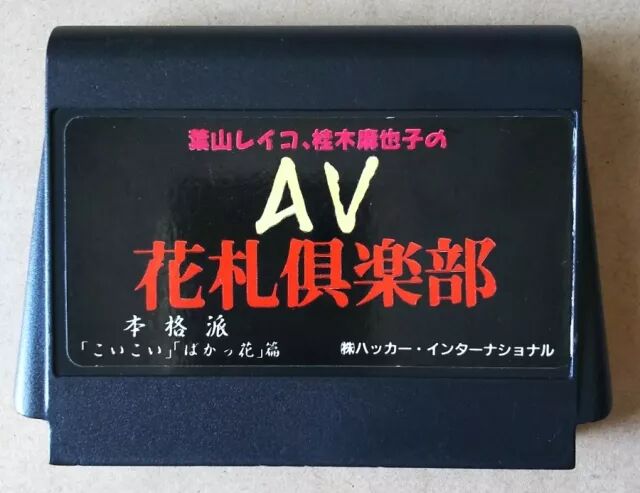 葉山レイコ、桂木麻也子の
AV
花札倶楽部
本格派
「こいこい」「ばかっ花」篇
㈱ハッカー・インターナショナル